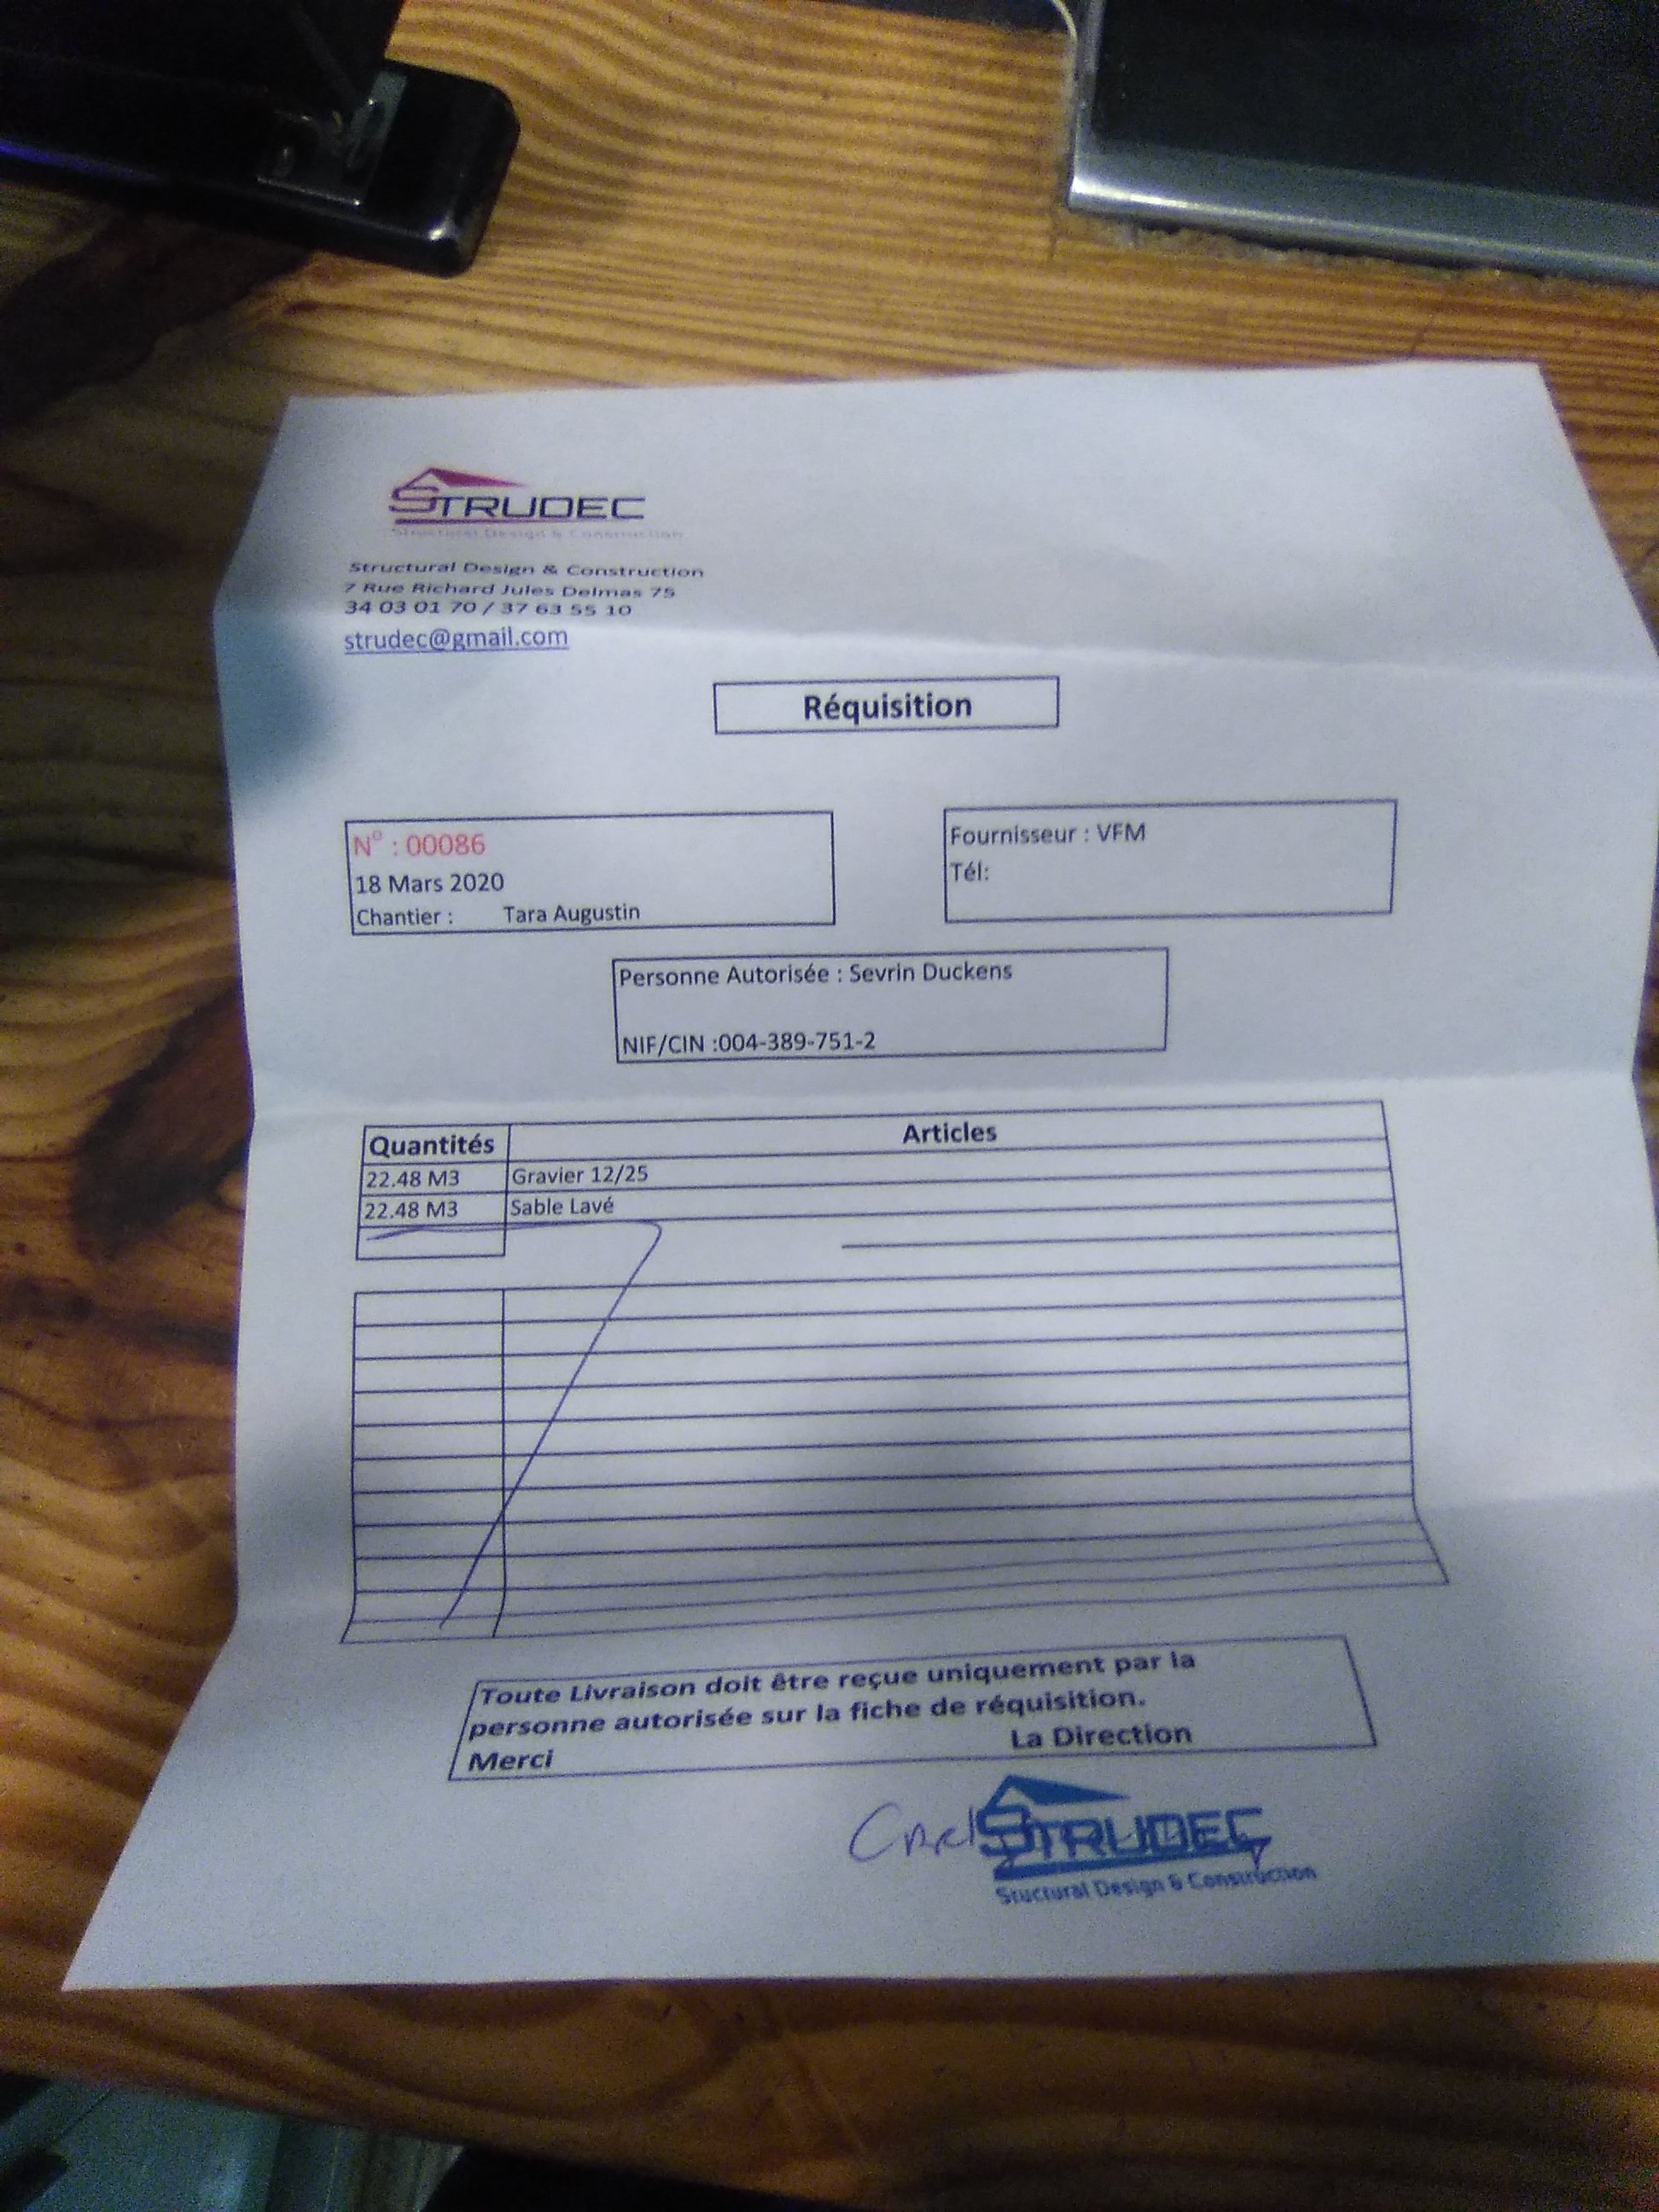 STRUDEC
Structural Design & Construction
Structural Design & Construction
7 Rue Richard Jules Delmas 75
34 03 01 70 / 37 63 55 10
strudec@gmail.com
Réquisition
N° : 00086
18 Mars 2020
Chantier : Tara Augustin
Fournisseur : VFM
Tél:
Personne Autorisée : Sevrin Duckens
NIF/CIN :004-389-751-2
Quantités Articles
22.48 M3 Gravier 12/25
22.48 M3 Sable Lavé
Toute Livraison doit être reçue uniquement par la
personne autorisée sur la fiche de réquisition.
Merci La Direction
STRUDEC
Stuctural Design & Construction